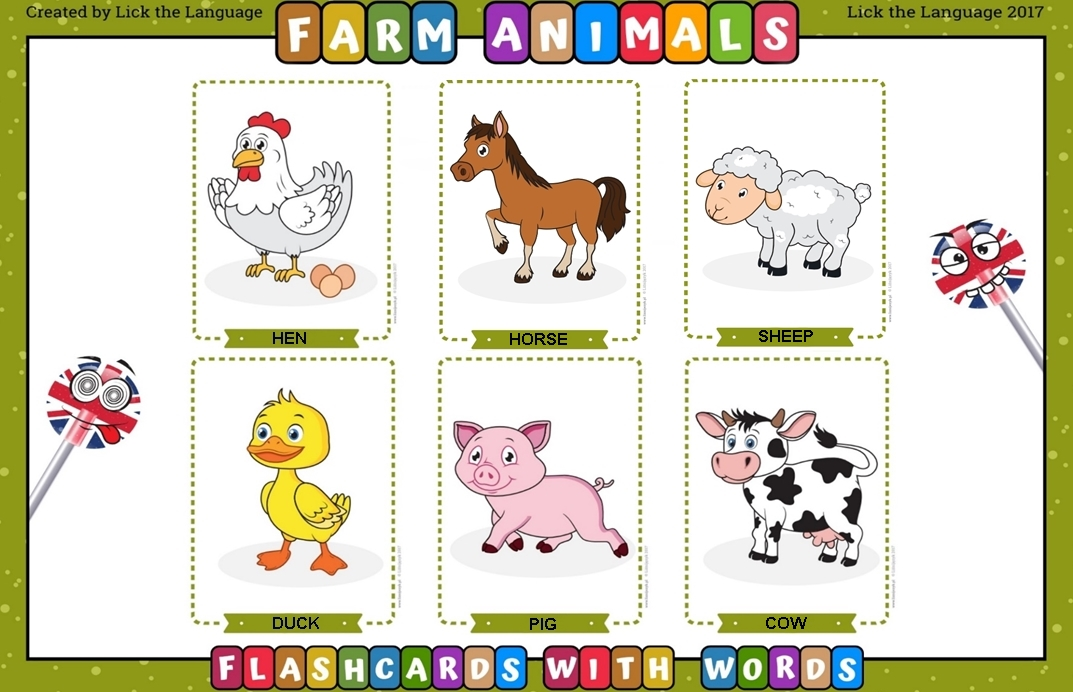 Created by Lick the Language
FARM ANIMALS
Lick the Language 2017
HEN
HORSE
SHEEP
DUCK
PIG
COW
FLASHCARDS WITH WORDS